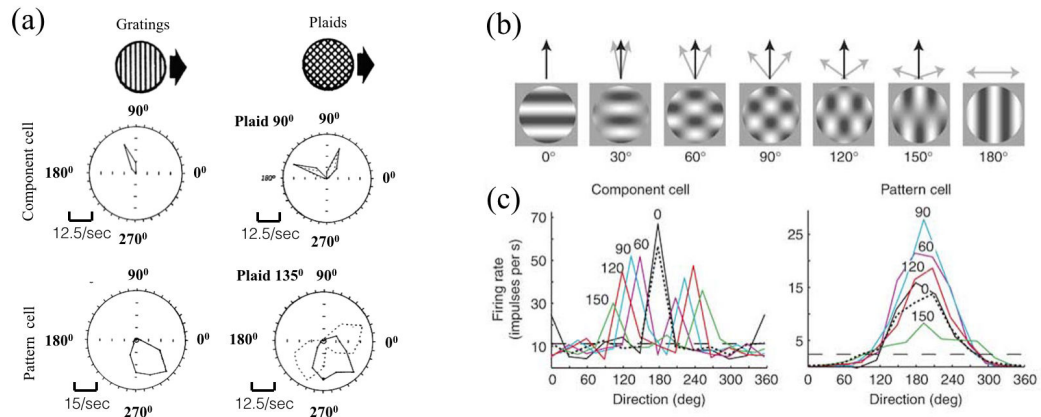 (a)
Gratings
Plaids
Component cell
90⁰
180⁰
0⁰
270⁰
12.5/sec
Plaid 90⁰
90⁰
180⁰
0⁰
270⁰
12.5/sec
Pattern cell
90⁰
180⁰
0⁰
270⁰
15/sec
Plaid 135⁰
90⁰
180⁰
0⁰
270⁰
12.5/sec
(b)
0° 30° 60° 90° 120° 150° 180°
(c)
Component cell
Firing rate
(impulses per s)
70
50
30
10
0
90
60
120
150
0 60 120 180 240 300 360
Direction (deg)
Pattern cell
25
15
5
90
60
120
0
150
0 60 120 180 240 300 360
Direction (deg)